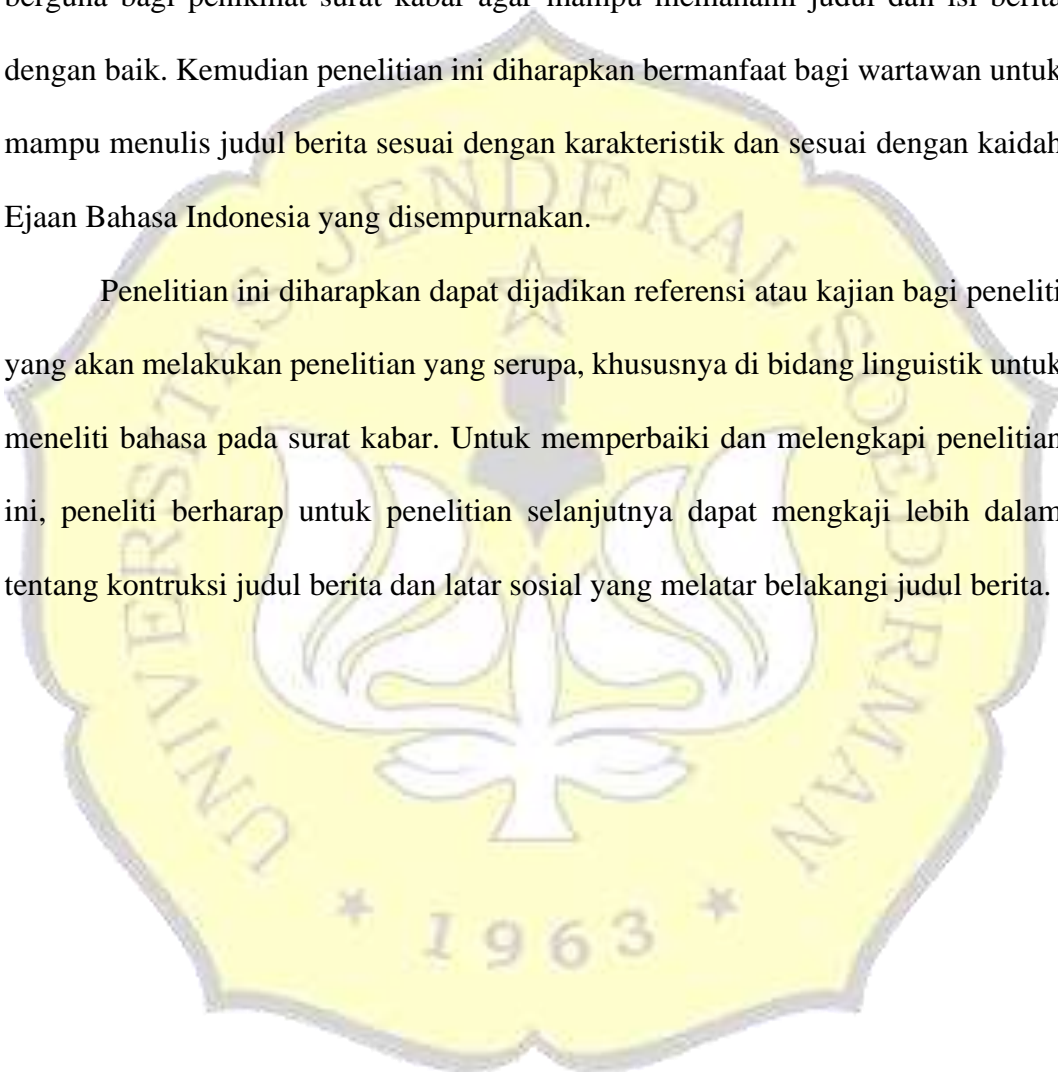 berguna bagi penikmat surat kabar agar mampu memahami judul dan isi berita
dengan baik. Kemudian penelitian ini diharapkan bermanfaat bagi wartawan untuk
mampu menulis judul berita sesuai dengan karakteristik dan sesuai dengan kaidah
Ejaan Bahasa Indonesia yang disempurnakan.
Penelitian ini diharapkan dapat dijadikan referensi atau kajian bagi peneliti
yang akan melakukan penelitian yang serupa, khususnya di bidang linguistik untuk
meneliti bahasa pada surat kabar. Untuk memperbaiki dan melengkapi penelitian
ini, peneliti berharap untuk penelitian selanjutnya dapat mengkaji lebih dalam
tentang kontruksi judul berita dan latar sosial yang melatar belakangi judul berita.
UNIVERSITAS JENDERAL SOEDIRMAN
* 1963 *